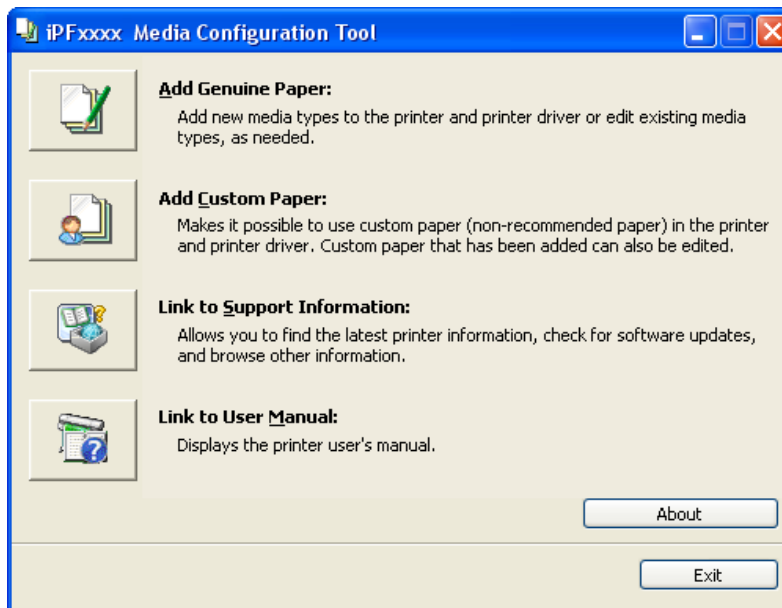 iPFxxxx Media Configuration Tool
Add Genuine Paper:
Add new media types to the printer and printer driver or edit existing media
types, as needed.
Add Custom Paper:
Makes it possible to use custom paper (non-recommended paper) in the printer
and printer driver. Custom paper that has been added can also be edited.
Link to Support Information:
Allows you to find the latest printer information, check for software updates,
and browse other information.
Link to User Manual:
Displays the printer user's manual.
About
Exit